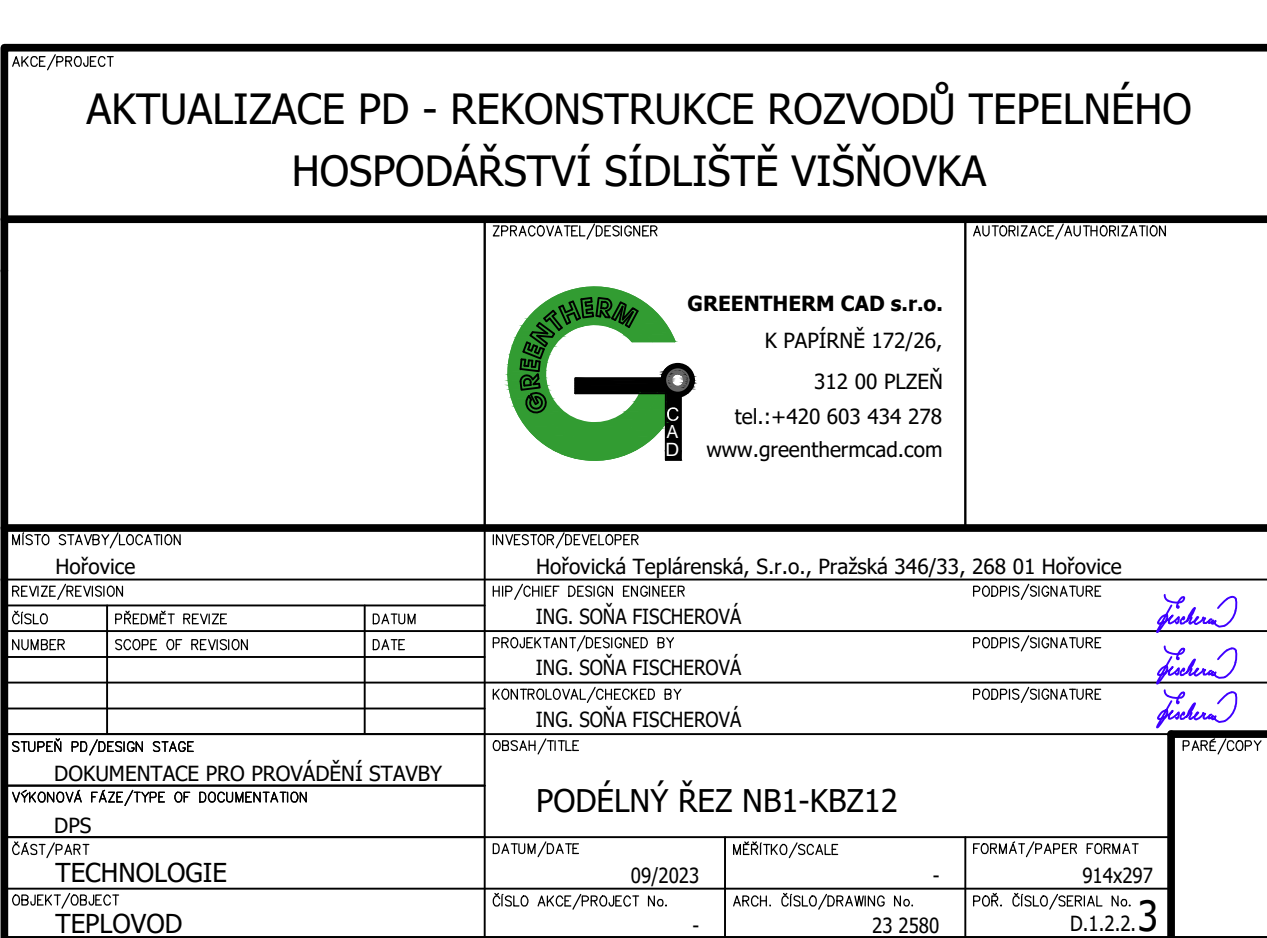 AKCE/PROJECT
AKTUALIZACE PD - REKONSTRUKCE ROZVODŮ TEPELNÉHO
HOSPODÁŘSTVÍ SÍDLIŠTĚ VIŠŇOVKA
ZPRACOVATEL/DESIGNER
AUTORIZACE/AUTHORIZATION
GREENTHERM
CAD
GREENTHERM CAD s.r.o.
K PAPÍRNĚ 172/26,
312 00 PLZEŇ
tel.:+420 603 434 278
www.greenthermcad.com
MÍSTO STAVBY/LOCATION
Hořovice
INVESTOR/DEVELOPER
Hořovická Teplárenská, S.r.o., Pražská 346/33, 268 01 Hořovice
REVIZE/REVISION
ČÍSLO PŘEDMĚT REVIZE DATUM
NUMBER SCOPE OF REVISION DATE
HIP/CHIEF DESIGN ENGINEER
ING. SOŇA FISCHEROVÁ
PODPIS/SIGNATURE
PROJEKTANT/DESIGNED BY
ING. SOŇA FISCHEROVÁ
PODPIS/SIGNATURE
KONTROLOVAL/CHECKED BY
ING. SOŇA FISCHEROVÁ
PODPIS/SIGNATURE
STUPEŇ PD/DESIGN STAGE
DOKUMENTACE PRO PROVÁDĚNÍ STAVBY
VÝKONOVÁ FÁZE/TYPE OF DOCUMENTATION
DPS
OBSAH/TITLE
PODÉLNÝ ŘEZ NB1-KBZ12
PARÉ/COPY
ČÁST/PART
TECHNOLOGIE
DATUM/DATE
09/2023
MĚŘÍTKO/SCALE
-
FORMÁT/PAPER FORMAT
914x297
OBJEKT/OBJECT
TEPLOVOD
ČÍSLO AKCE/PROJECT No.
-
ARCH. ČÍSLO/DRAWING No.
23 2580
POŘ. ČÍSLO/SERIAL No.
D.1.2.2.3